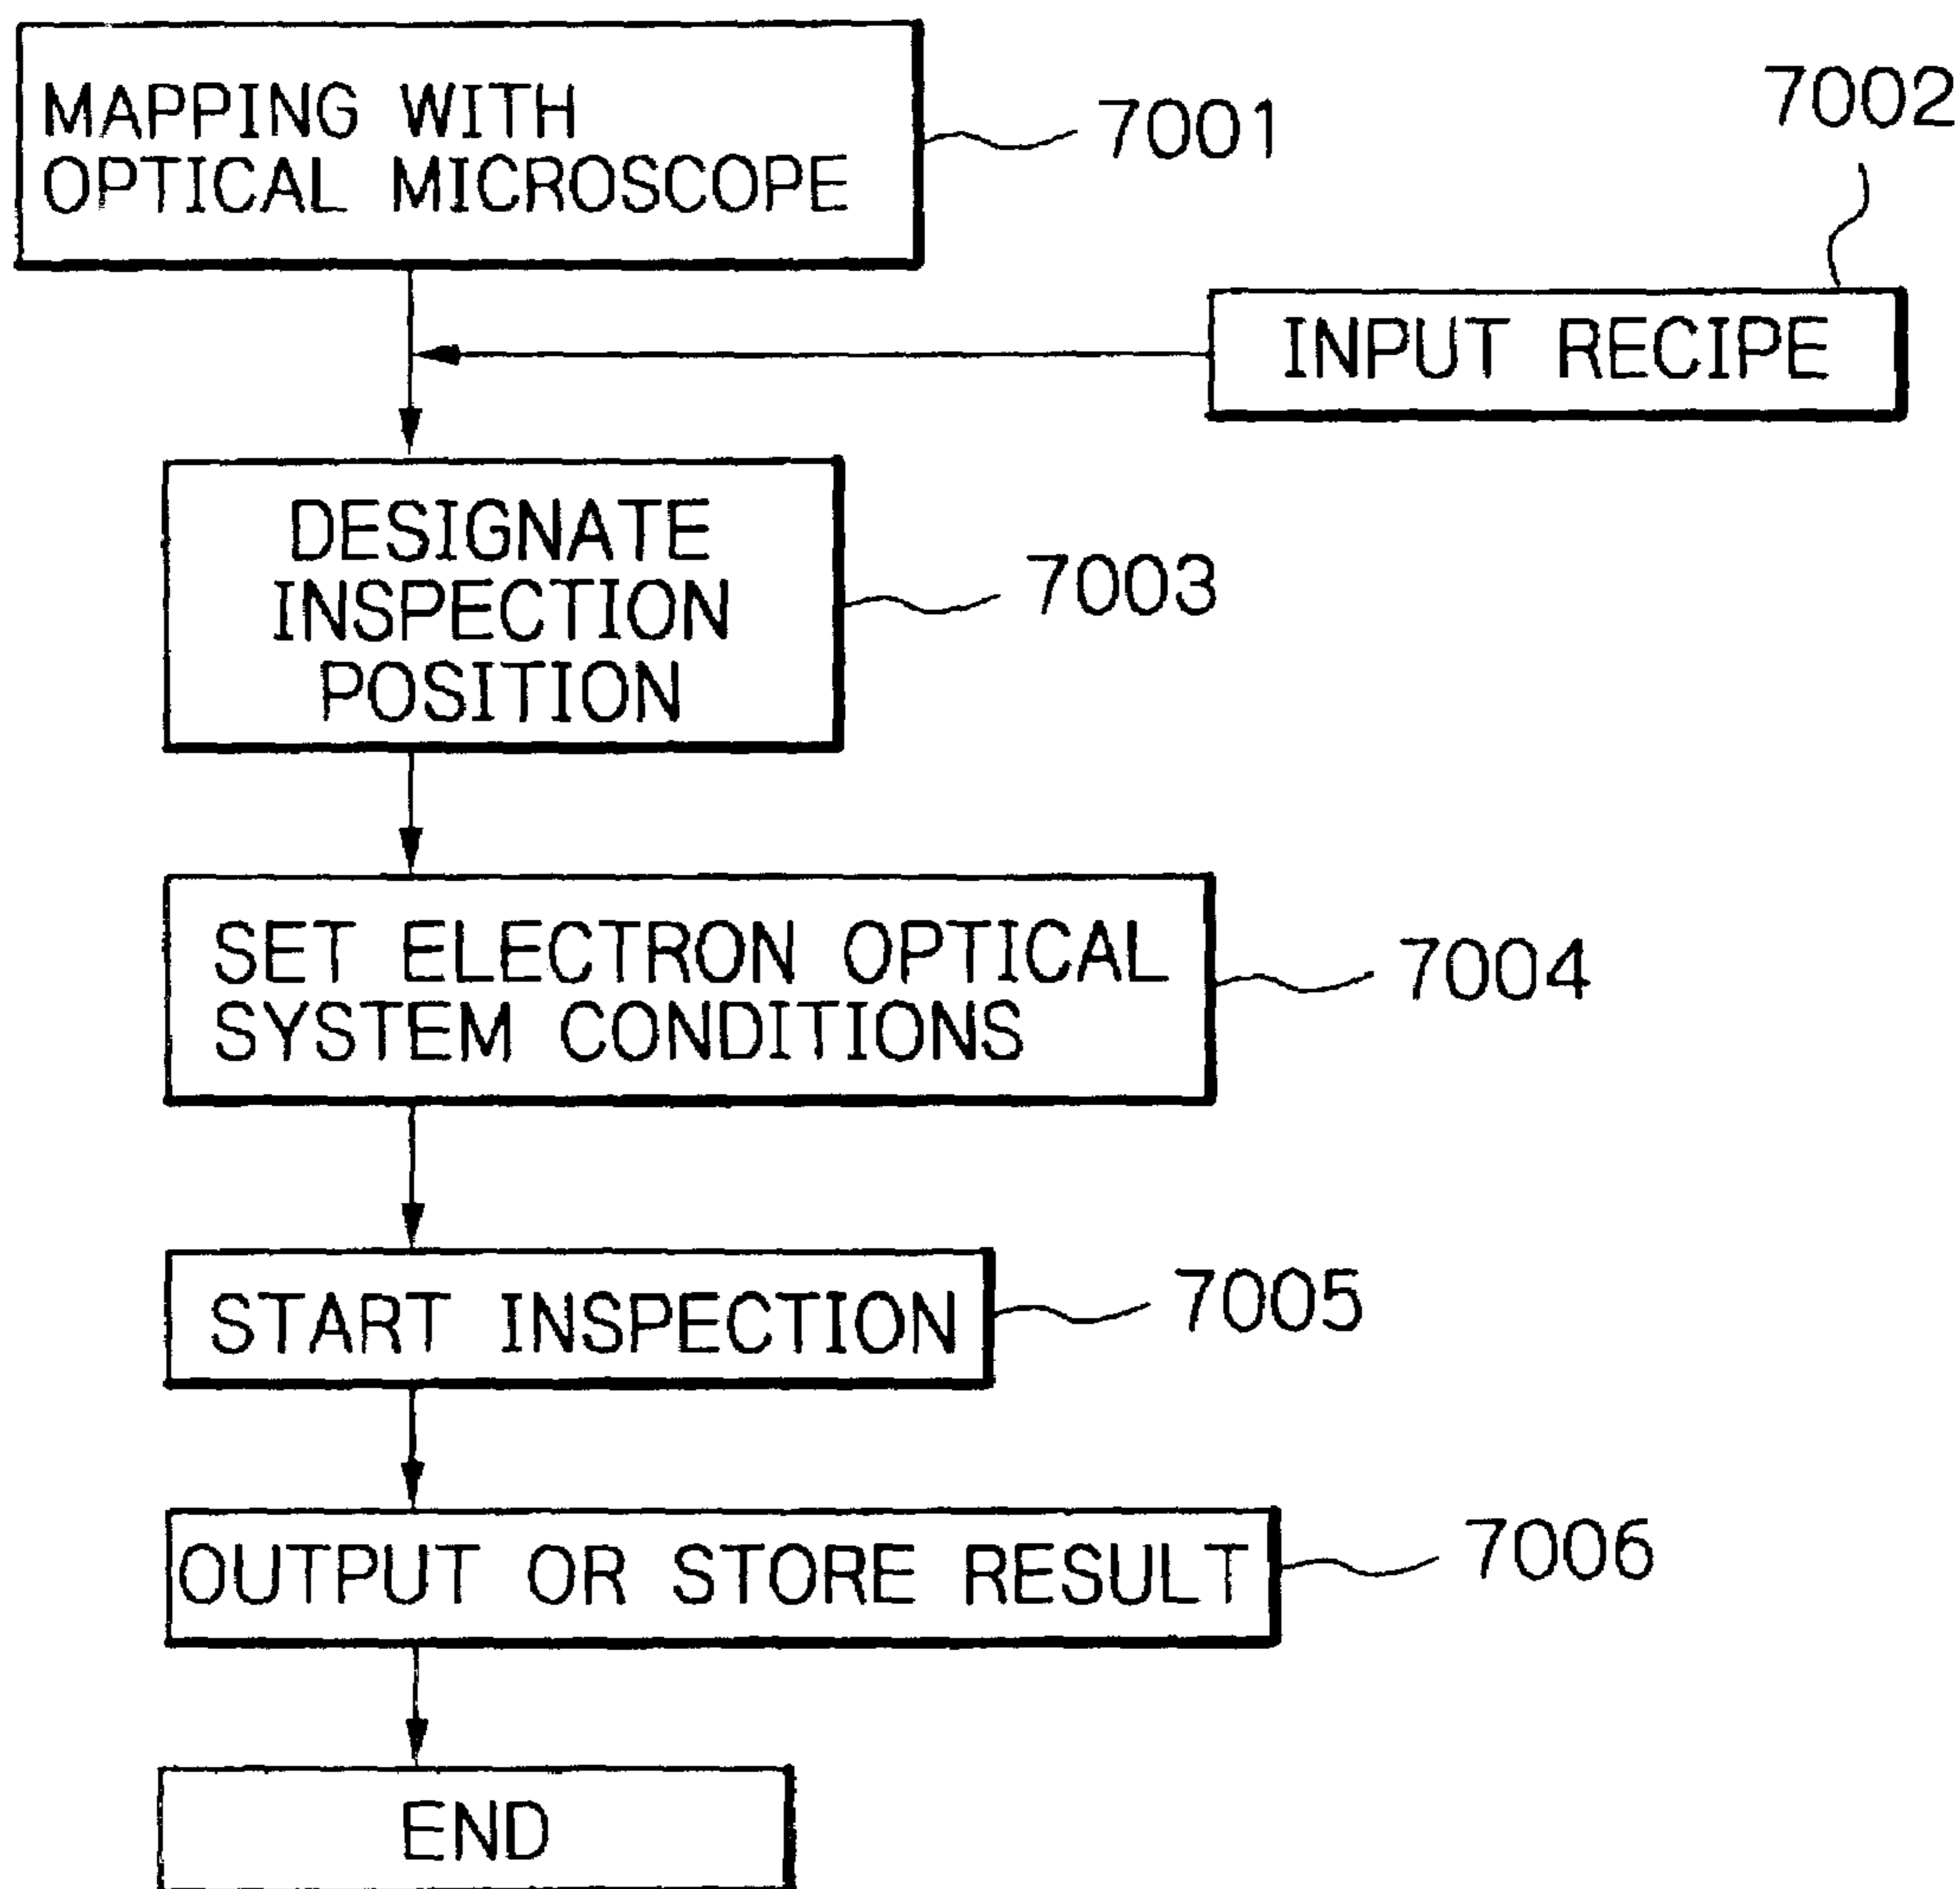 MAPPING WITH
OPTICAL MICROSCOPE
7001
7002
INPUT RECIPE
DESIGNATE
INSPECTION
POSITION
7003
SET ELECTRON OPTICAL
SYSTEM CONDITIONS
7004
START INSPECTION
7005
OUTPUT OR STORE RESULT
7006
END